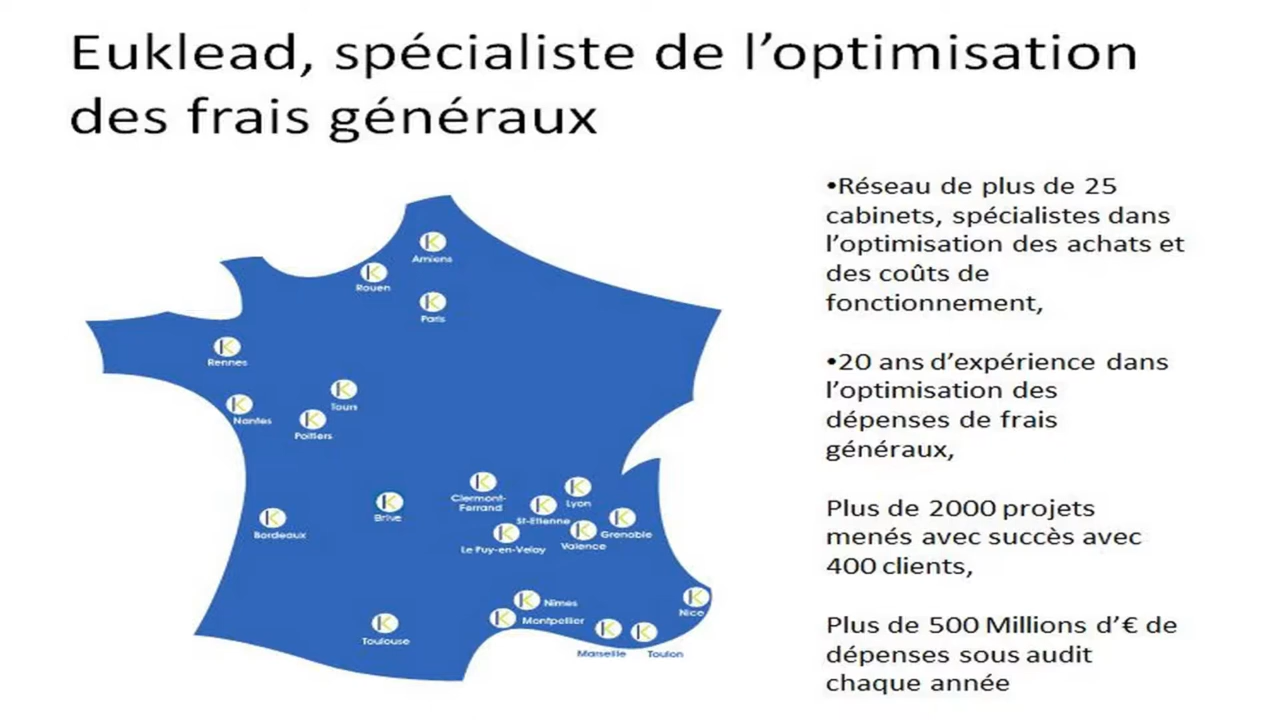 Euklead, spécialiste de l’optimisation
des frais généraux
•Réseau de plus de 25
cabinets, spécialistes dans
l’optimisation des achats et
des coûts de
fonctionnement,
•20 ans d’expérience dans
l’optimisation des
dépenses de frais
généraux,
Plus de 2000 projets
menés avec succès avec
400 clients,
Plus de 500 Millions d’€ de
dépenses sous audit
chaque année
Amiens
Rouen
Paris
Rennes
Tours
Nantes
Poitiers
Clermont-
Ferrand
Lyon
Brive
St-Etienne
Bordeaux
Grenoble
Le Puy-en-Velay
Valence
Nîmes
Nice
Montpellier
Toulouse
Marseille
Toulon